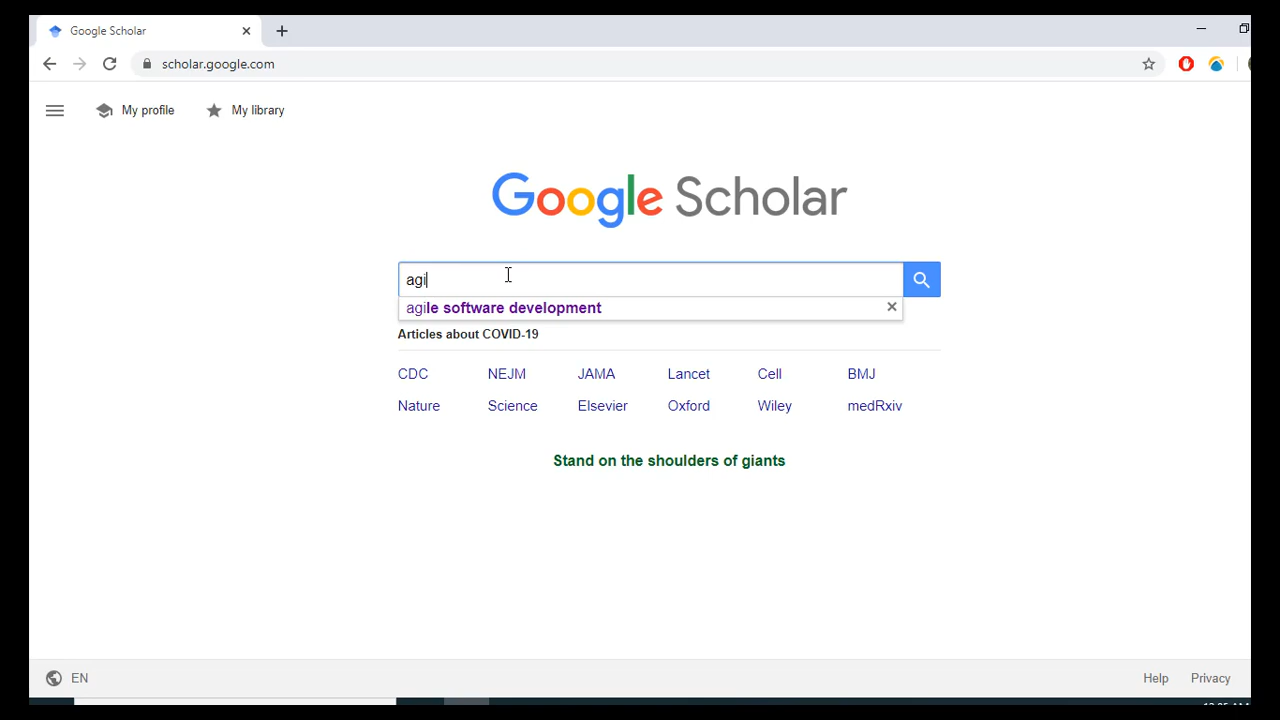 Google Scholar
scholar.google.com
My profile
My library
Google Scholar
agi
agile software development
Articles about COVID-19
CDC NEJM JAMA Lancet Cell BMJ
Nature Science Elsevier Oxford Wiley medRxiv
Stand on the shoulders of giants
EN
Help
Privacy